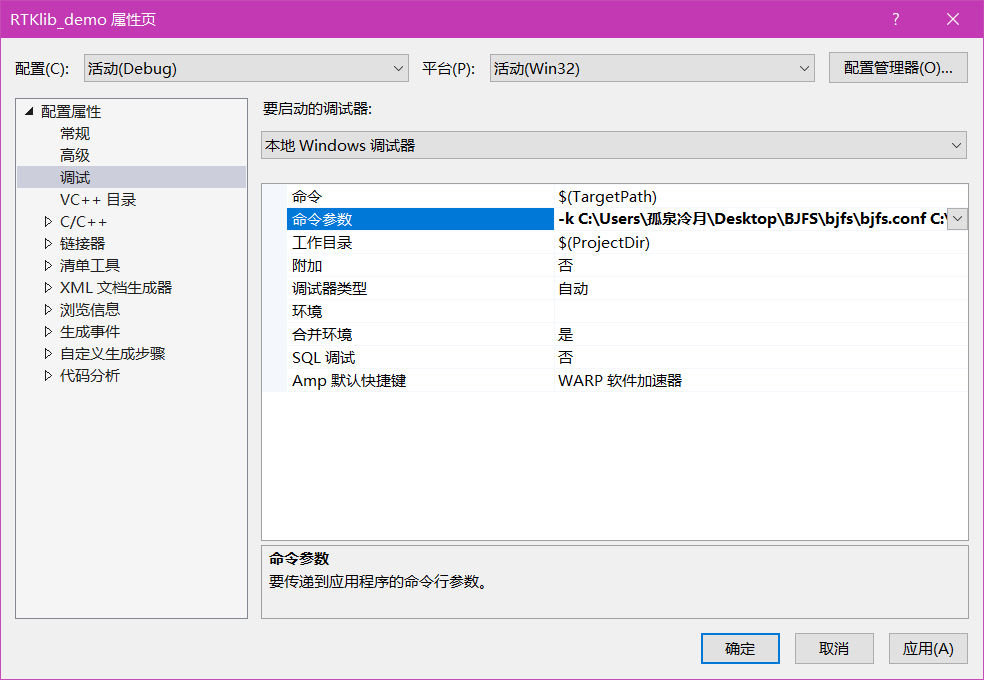 RTKlib_demo 属性页
配置(C): 活动(Debug) 平台(P): 活动(Win32) 配置管理器(O)...
配置属性
常规
高级
调试
VC++ 目录
C/C++
链接器
清单工具
XML 文档生成器
浏览信息
生成事件
自定义生成步骤
代码分析
要启动的调试器:
本地 Windows 调试器
命令 $(TargetPath)
命令参数 -k C:\Users\孤泉冷月\Desktop\BJFS\bjfs\bjfs.conf C:\
工作目录 $(ProjectDir)
附加 否
调试器类型 自动
环境
合并环境 是
SQL 调试 否
Amp 默认快捷键 WARP 软件加速器
命令参数
要传递到应用程序的命令行参数。
确定 取消 应用(A)